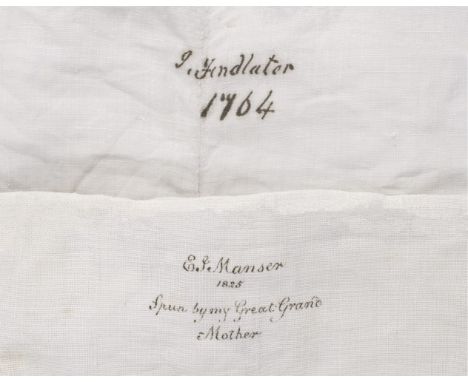 J. Findlater
1764
E J Manser
1825
Spun by my Great Grand
Mother